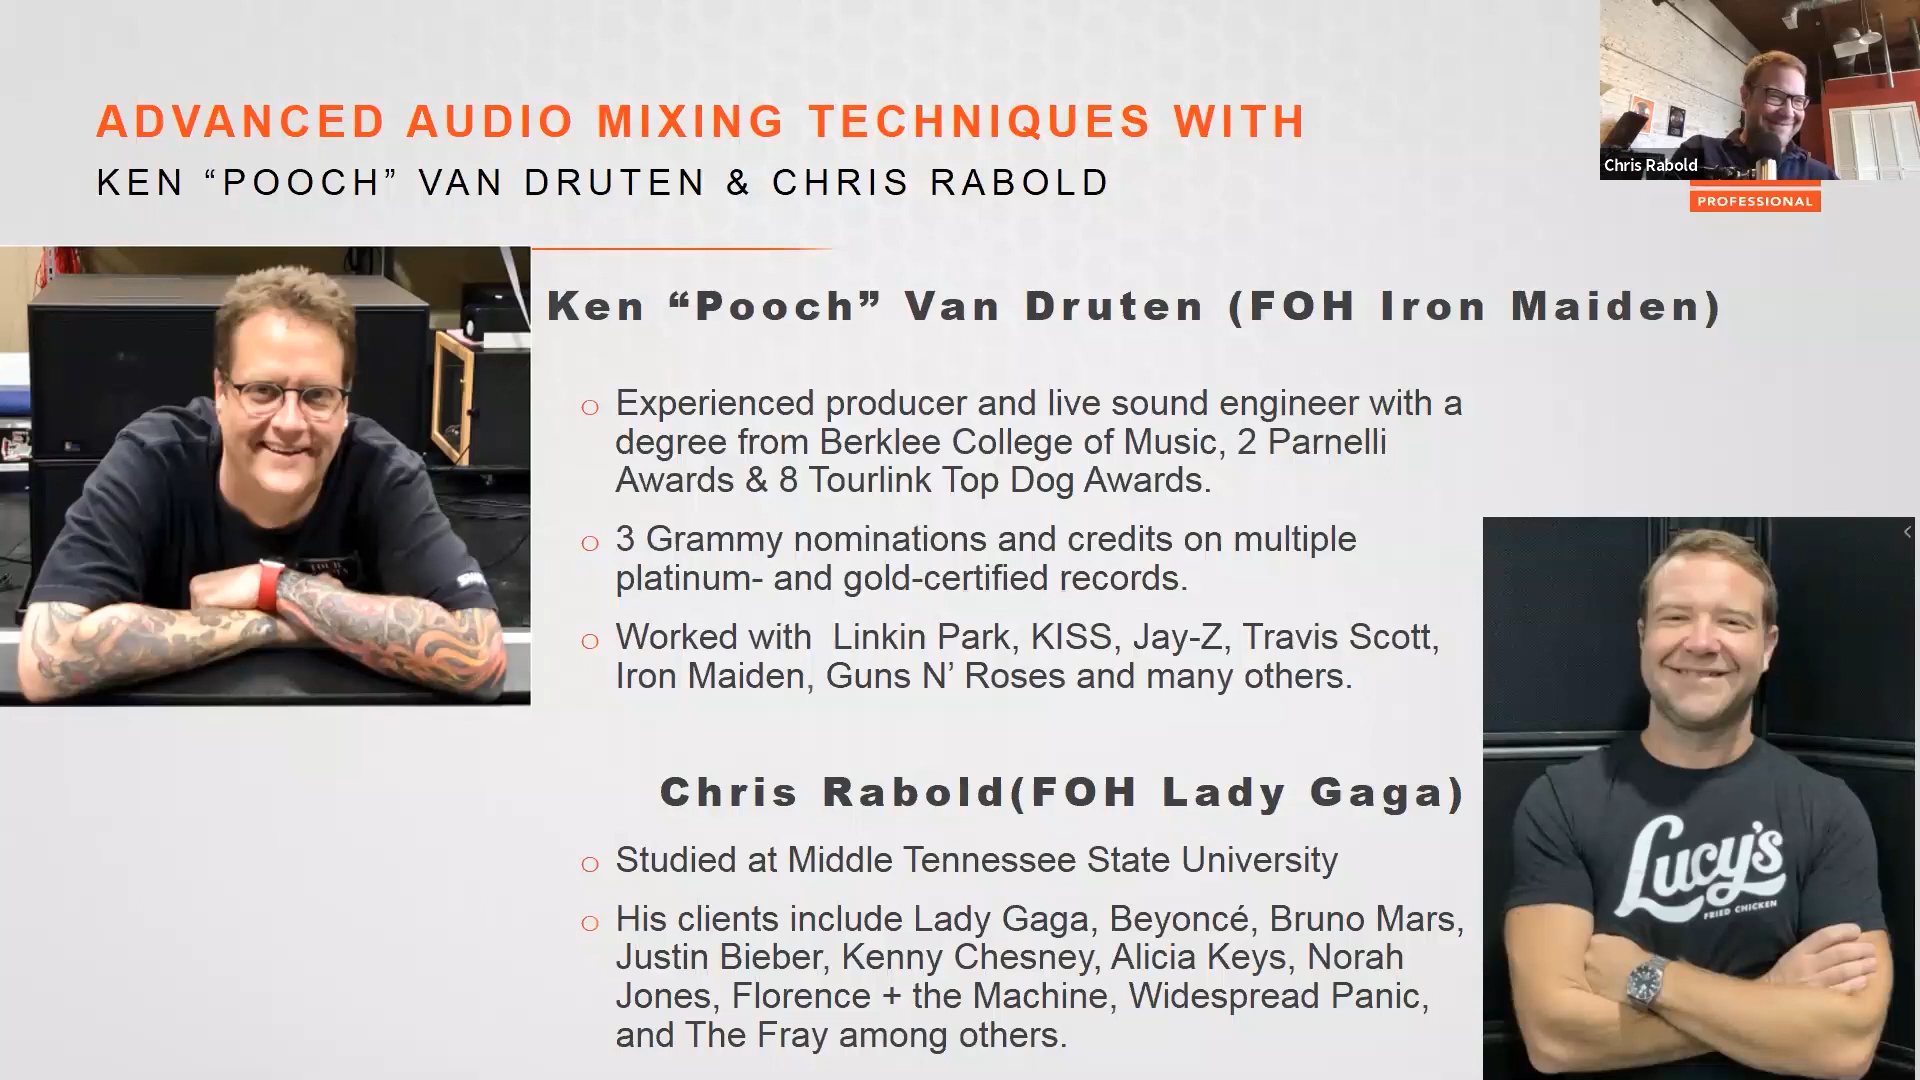 ADVANCED AUDIO MIXING TECHNIQUES WITH
KEN “POOCH” VAN DRUTEN & CHRIS RABOLD
Chris Rabold
PROFESSIONAL
Ken “Pooch” Van Druten (FOH Iron Maiden)
Experienced producer and live sound engineer with a
degree from Berklee College of Music, 2 Parnelli
Awards & 8 Tourlink Top Dog Awards.
3 Grammy nominations and credits on multiple
platinum- and gold-certified records.
Worked with Linkin Park, KISS, Jay-Z, Travis Scott,
Iron Maiden, Guns N’ Roses and many others.
Chris Rabold(FOH Lady Gaga)
Studied at Middle Tennessee State University
His clients include Lady Gaga, Beyoncé, Bruno Mars,
Justin Bieber, Kenny Chesney, Alicia Keys, Norah
Jones, Florence + the Machine, Widespread Panic,
and The Fray among others.
Lucy's
FRIED CHICKEN